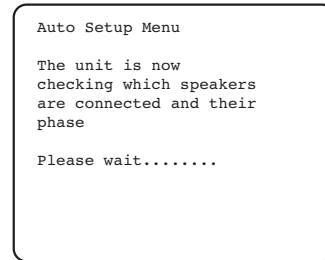 Auto Setup Menu
The unit is now
checking which speakers
are connected and their
phase
Please wait........